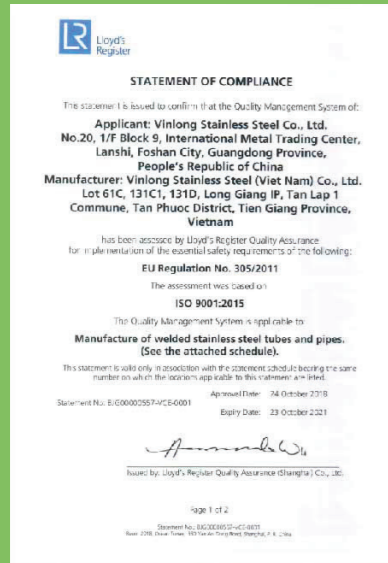 LR
Lloyd's
Register
STATEMENT OF COMPLIANCE
This statement is issued to confirm that the Quality Management System of:
Applicant: Vinlong Stainless Steel Co., Ltd.
No.20, 1/F Block 9, International Metal Trading Center,
Lanshi, Foshan City, Guangdong Province,
People's Republic of China
Manufacturer: Vinlong Stainless Steel (Viet Nam) Co., Ltd.
Lot 61C, 131C1, 131D, Long Giang IP, Tan Lap 1
Commune, Tan Phuoc District, Tien Giang Province,
Vietnam
has been assessed by Lloyd's Register Quality Assurance
for implementation of the essential safety requirements of the following:
EU Regulation No. 305/2011
The assessment was based on
ISO 9001:2015
The Quality Management System is applicable to:
Manufacture of welded stainless steel tubes and pipes.
(See the attached schedule).
This statement is valid only in association with the statement schedule bearing the same
number on which the locations applicable to this statement are listed.
Approval Date: 24 October 2018
Statement No: BJG00000557-VCE-0001
Expiry Date: 23 October 2021
Issued by: Lloyd's Register Quality Assurance (Shanghai) Co., Ltd.
Page 1 of 2
Statement No.: BJG00000557-VCE-0001